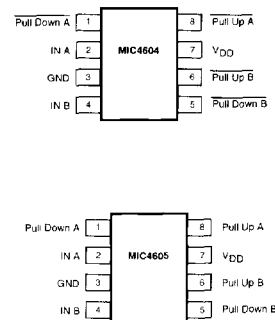 Pull Down A 1 8 Pull Up A
IN A 2 MIC4604 7 VDD
GND 3 6 Pull Up B
IN B 4 5 Pull Down B
Pull Down A 1 8 Pull Up A
IN A 2 MIC4605 7 VDD
GND 3 6 Pull Up B
IN B 4 5 Pull Down B